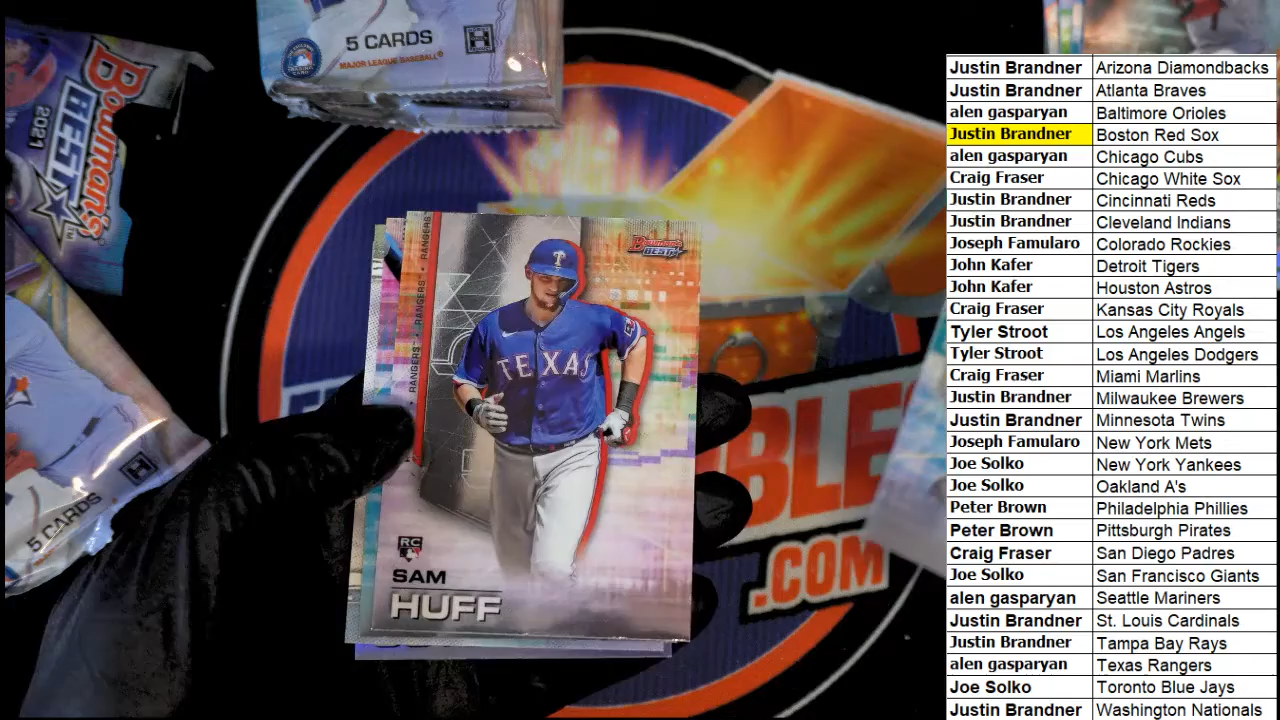 5 CARDS
MAJOR LEAGUE BASEBALL
Bowman's
BEST
2021
5 CARDS
RANGERS • RANGERS • RANGERS
Bowman's
BEST
T
TEXAS
RC
SAM
HUFF
BLES
.COM
Justin Brandner Arizona Diamondbacks
Justin Brandner Atlanta Braves
alen gasparyan Baltimore Orioles
Justin Brandner Boston Red Sox
alen gasparyan Chicago Cubs
Craig Fraser Chicago White Sox
Justin Brandner Cincinnati Reds
Justin Brandner Cleveland Indians
Joseph Famularo Colorado Rockies
John Kafer Detroit Tigers
John Kafer Houston Astros
Craig Fraser Kansas City Royals
Tyler Stroot Los Angeles Angels
Tyler Stroot Los Angeles Dodgers
Craig Fraser Miami Marlins
Justin Brandner Milwaukee Brewers
Justin Brandner Minnesota Twins
Joseph Famularo New York Mets
Joe Solko New York Yankees
Joe Solko Oakland A's
Peter Brown Philadelphia Phillies
Peter Brown Pittsburgh Pirates
Craig Fraser San Diego Padres
Joe Solko San Francisco Giants
alen gasparyan Seattle Mariners
Justin Brandner St. Louis Cardinals
Justin Brandner Tampa Bay Rays
alen gasparyan Texas Rangers
Joe Solko Toronto Blue Jays
Justin Brandner Washington Nationals